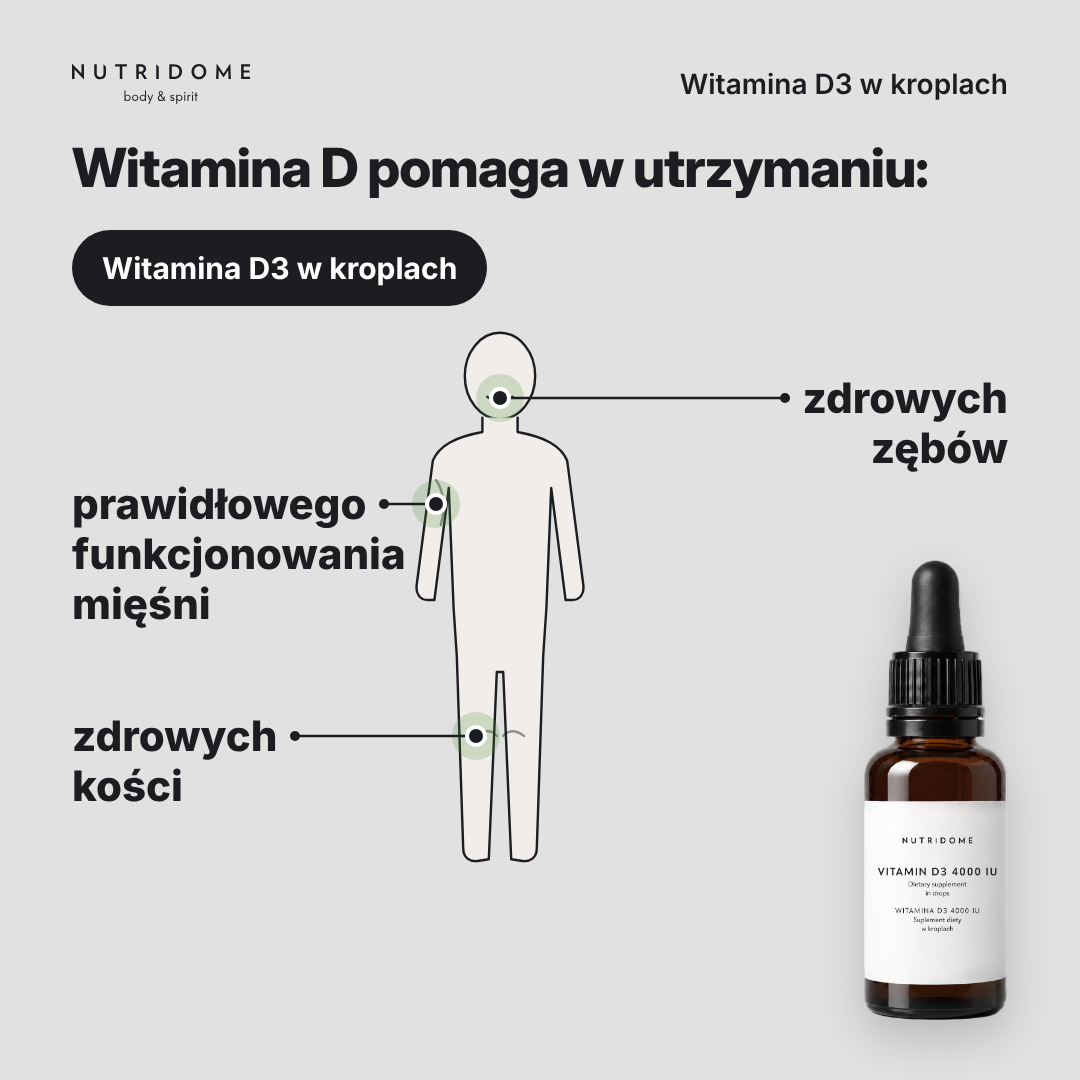 NUTRIDOME
body & spirit
Witamina D3 w kroplach
Witamina D pomaga w utrzymaniu:
Witamina D3 w kroplach
zdrowych
zębów
prawidłowego
funkcjonowania
mięśni
zdrowych
kości
NUTRIDOME
VITAMIN D3 4000 IU
Dietary supplement
in drops
WITAMINA D3 4000 IU
Suplement diety
w kroplach